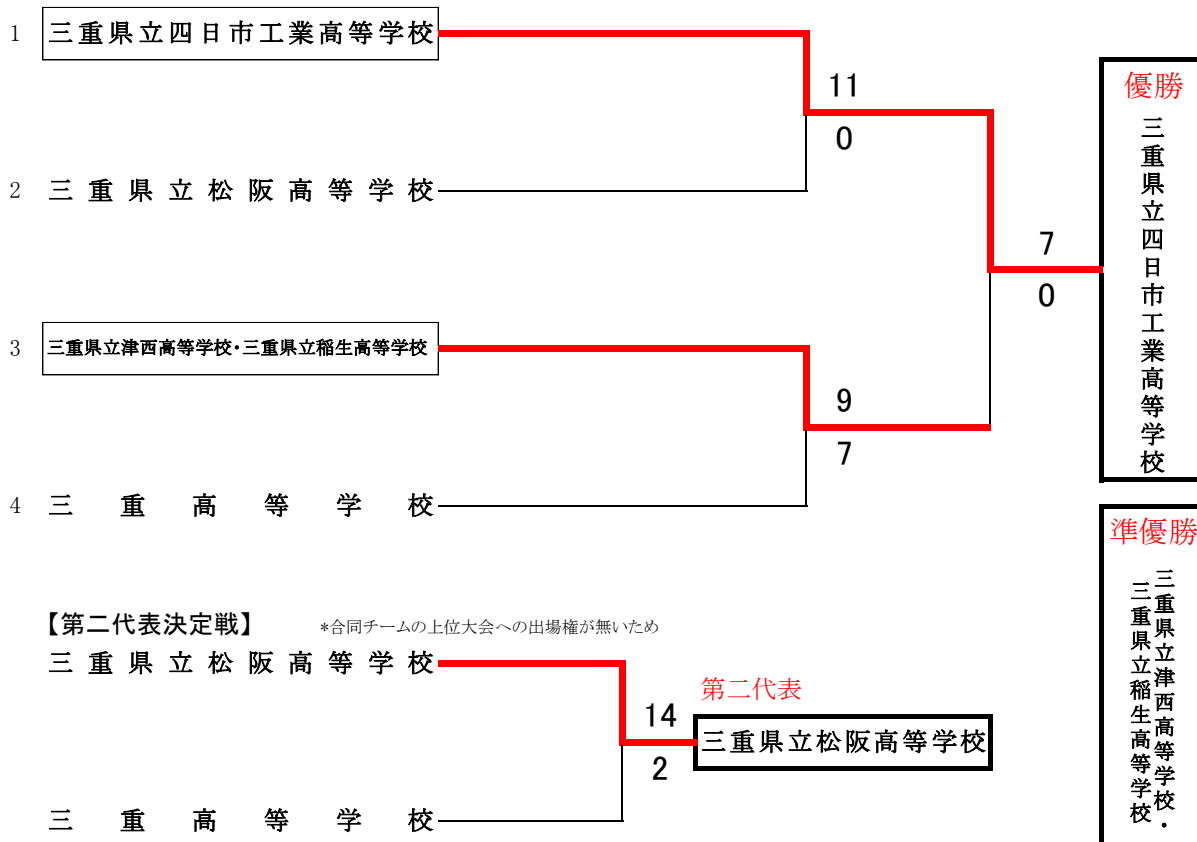 1 三重県立四日市工業高等学校
11
0
2 三重県立松阪高等学校
7
0
3 三重県立津西高等学校・三重県立稲生高等学校
9
7
4 三重高等学校
優勝
三重県立四日市工業高等学校
準優勝
三重県立津西高等学校・
三重県立稲生高等学校
【第二代表決定戦】 *合同チームの上位大会への出場権が無いため
三重県立松阪高等学校
14
2
三重高等学校
第二代表
三重県立松阪高等学校